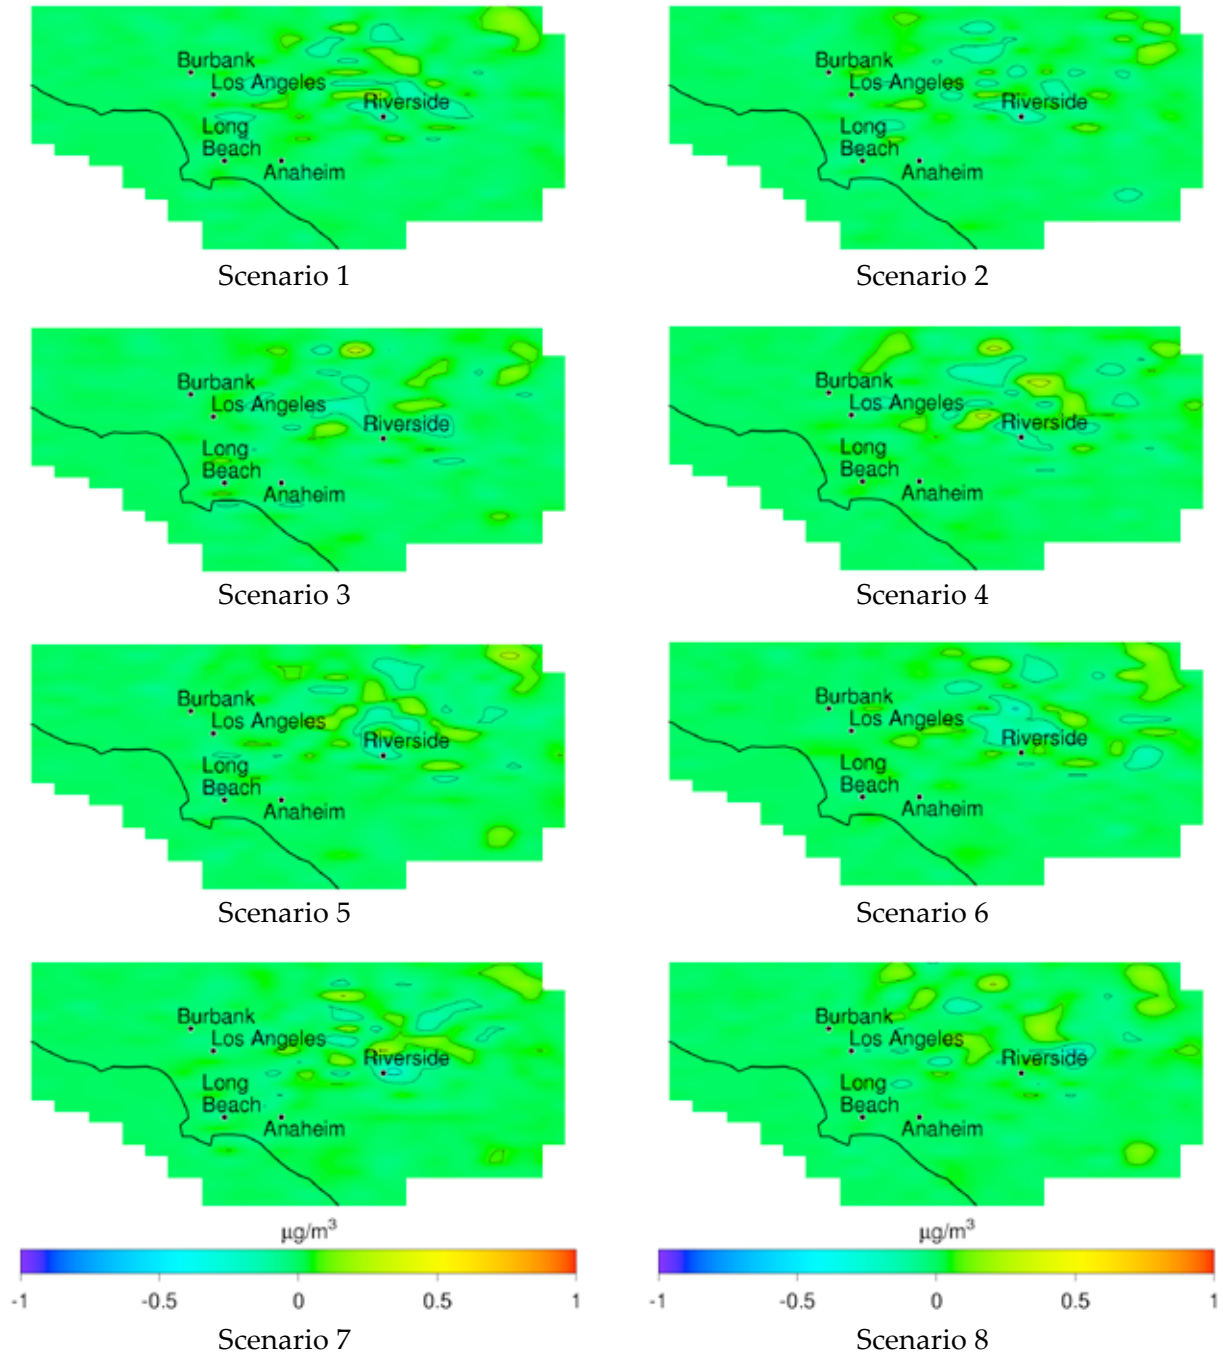 Burbank
Los Angeles
Riverside
Long
Beach
Anaheim
Scenario 1
Burbank
Los Angeles
Riverside
Long
Beach
Anaheim
Scenario 2
Burbank
Los Angeles
Riverside
Long
Beach
Anaheim
Scenario 3
Burbank
Los Angeles
Riverside
Long
Beach
Anaheim
Scenario 4
Burbank
Los Angeles
Riverside
Long
Beach
Anaheim
Scenario 5
Burbank
Los Angeles
Riverside
Long
Beach
Anaheim
Scenario 6
Burbank
Los Angeles
Riverside
Long
Beach
Anaheim
μg/m³
-1 -0.5 0 0.5 1
Scenario 7
Burbank
Los Angeles
Riverside
Long
Beach
Anaheim
μg/m³
-1 -0.5 0 0.5 1
Scenario 8